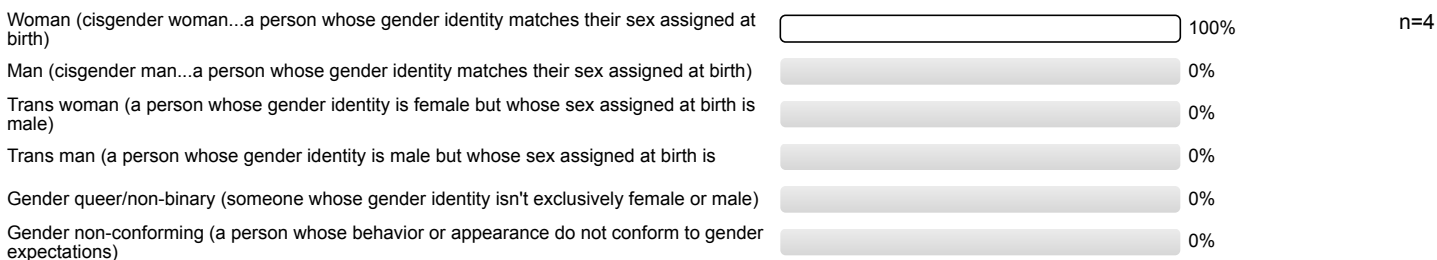 Woman (cisgender woman...a person whose gender identity matches their sex assigned at
birth)
100%
n=4
Man (cisgender man...a person whose gender identity matches their sex assigned at birth)
0%
Trans woman (a person whose gender identity is female but whose sex assigned at birth is
male)
0%
Trans man (a person whose gender identity is male but whose sex assigned at birth is
0%
Gender queer/non-binary (someone whose gender identity isn't exclusively female or male)
0%
Gender non-conforming (a person whose behavior or appearance do not conform to gender
expectations)
0%